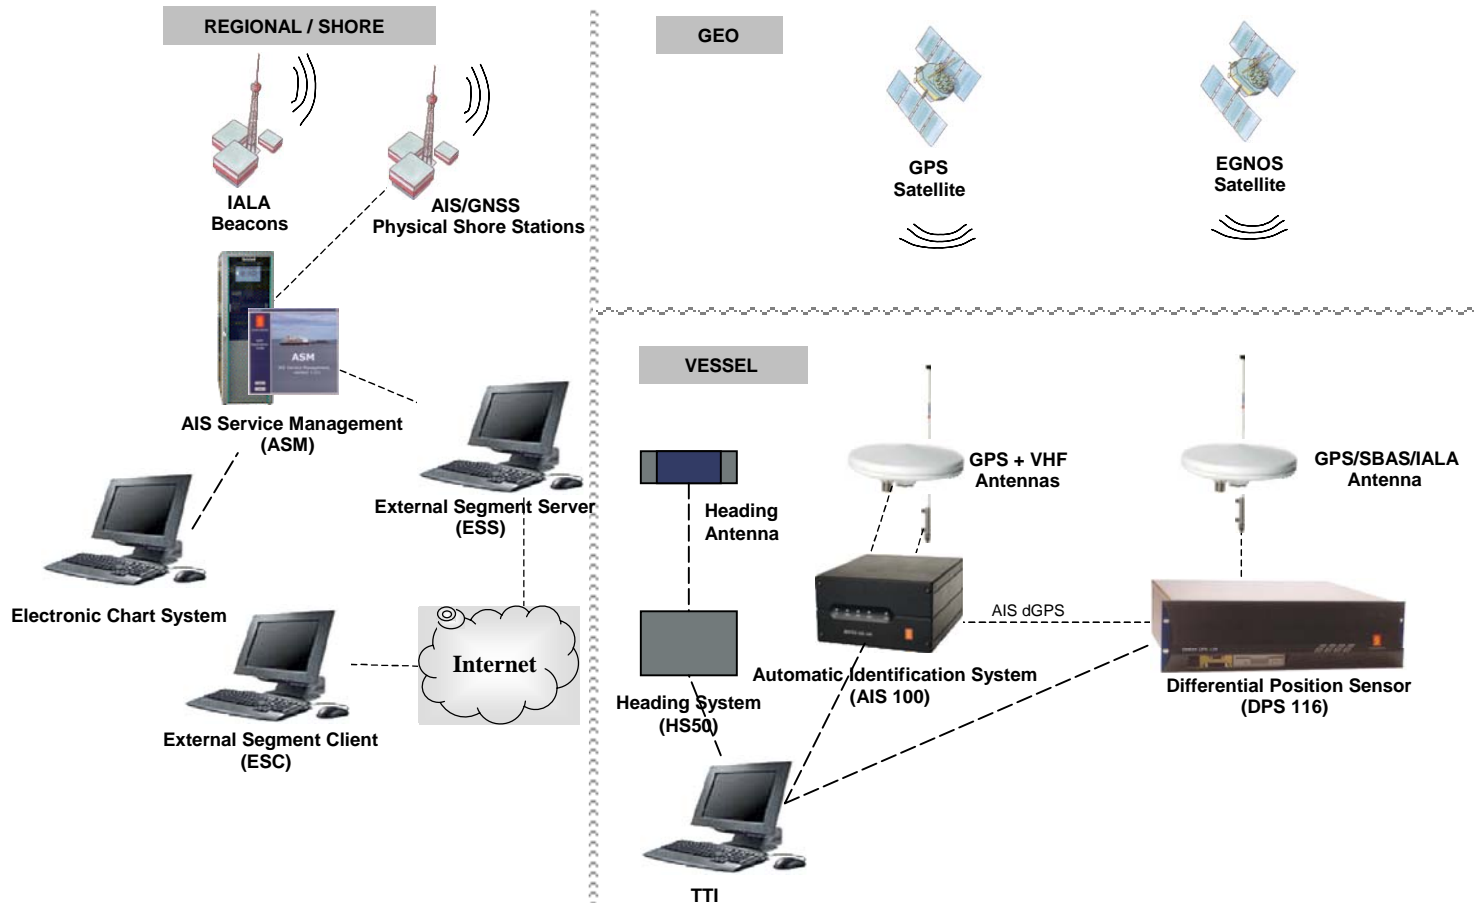 REGIONAL / SHORE
IALA
Beacons
AIS/GNSS
Physical Shore Stations
ASM
AIS Service Management
(ASM)
External Segment Server
(ESS)
Electronic Chart System
Internet
External Segment Client
(ESC)
GEO
GPS
Satellite
EGNOS
Satellite
VESSEL
GPS + VHF
Antennas
GPS/SBAS/IALA
Antenna
Heading
Antenna
AIS dGPS
Heading System
(HS50)
Automatic Identification System
(AIS 100)
Differential Position Sensor
(DPS 116)
TTI